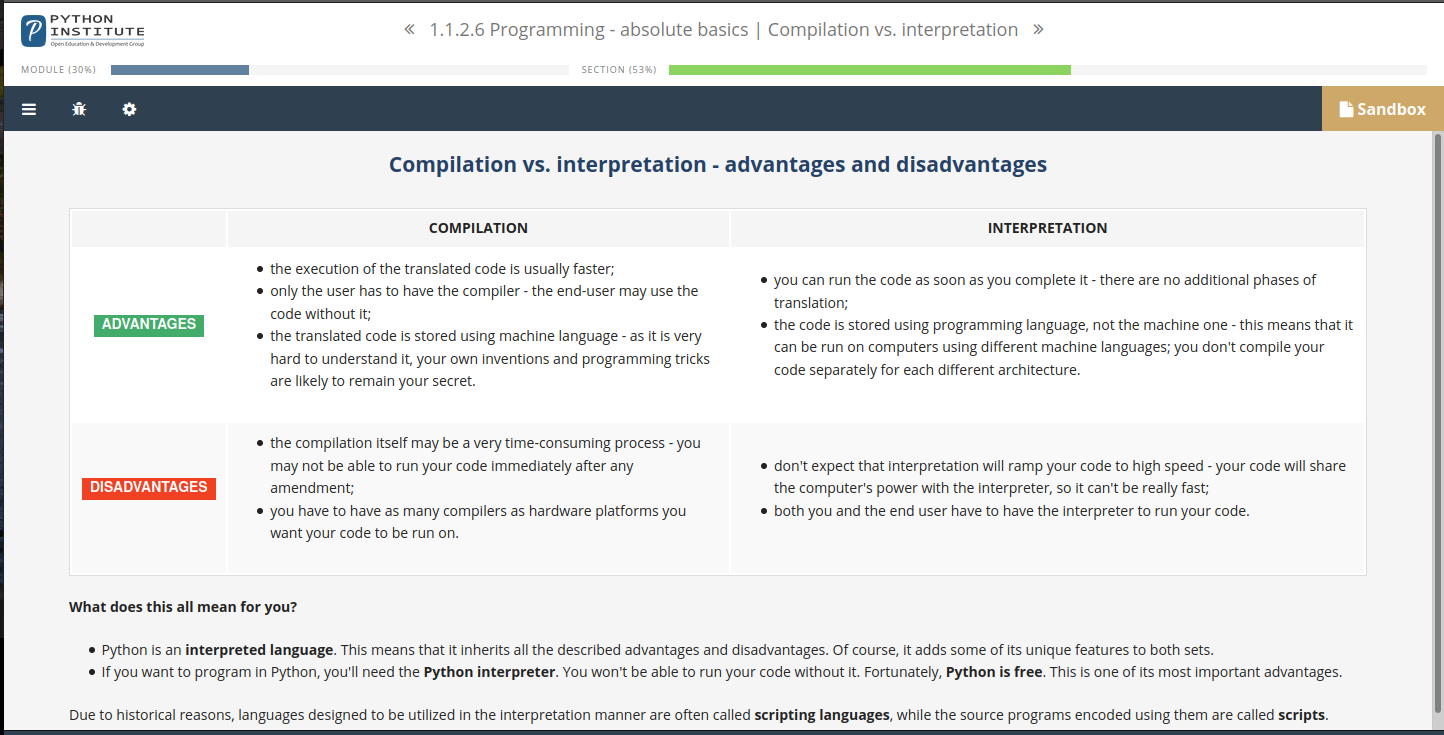 PYTHON
INSTITUTE
Open Education & Development Group
« 1.1.2.6 Programming - absolute basics | Compilation vs. interpretation »
MODULE (30%)
SECTION (53%)
Sandbox
Compilation vs. interpretation - advantages and disadvantages
COMPILATION
INTERPRETATION
ADVANTAGES
• the execution of the translated code is usually faster;
• only the user has to have the compiler - the end-user may use the
code without it;
• the translated code is stored using machine language - as it is very
hard to understand it, your own inventions and programming tricks
are likely to remain your secret.
• you can run the code as soon as you complete it - there are no additional phases of
translation;
• the code is stored using programming language, not the machine one - this means that it
can be run on computers using different machine languages; you don't compile your
code separately for each different architecture.
DISADVANTAGES
• the compilation itself may be a very time-consuming process - you
may not be able to run your code immediately after any
amendment;
• you have to have as many compilers as hardware platforms you
want your code to be run on.
• don't expect that interpretation will ramp your code to high speed - your code will share
the computer's power with the interpreter, so it can't be really fast;
• both you and the end user have to have the interpreter to run your code.
What does this all mean for you?
• Python is an interpreted language. This means that it inherits all the described advantages and disadvantages. Of course, it adds some of its unique features to both sets.
• If you want to program in Python, you'll need the Python interpreter. You won't be able to run your code without it. Fortunately, Python is free. This is one of its most important advantages.
Due to historical reasons, languages designed to be utilized in the interpretation manner are often called scripting languages, while the source programs encoded using them are called scripts.